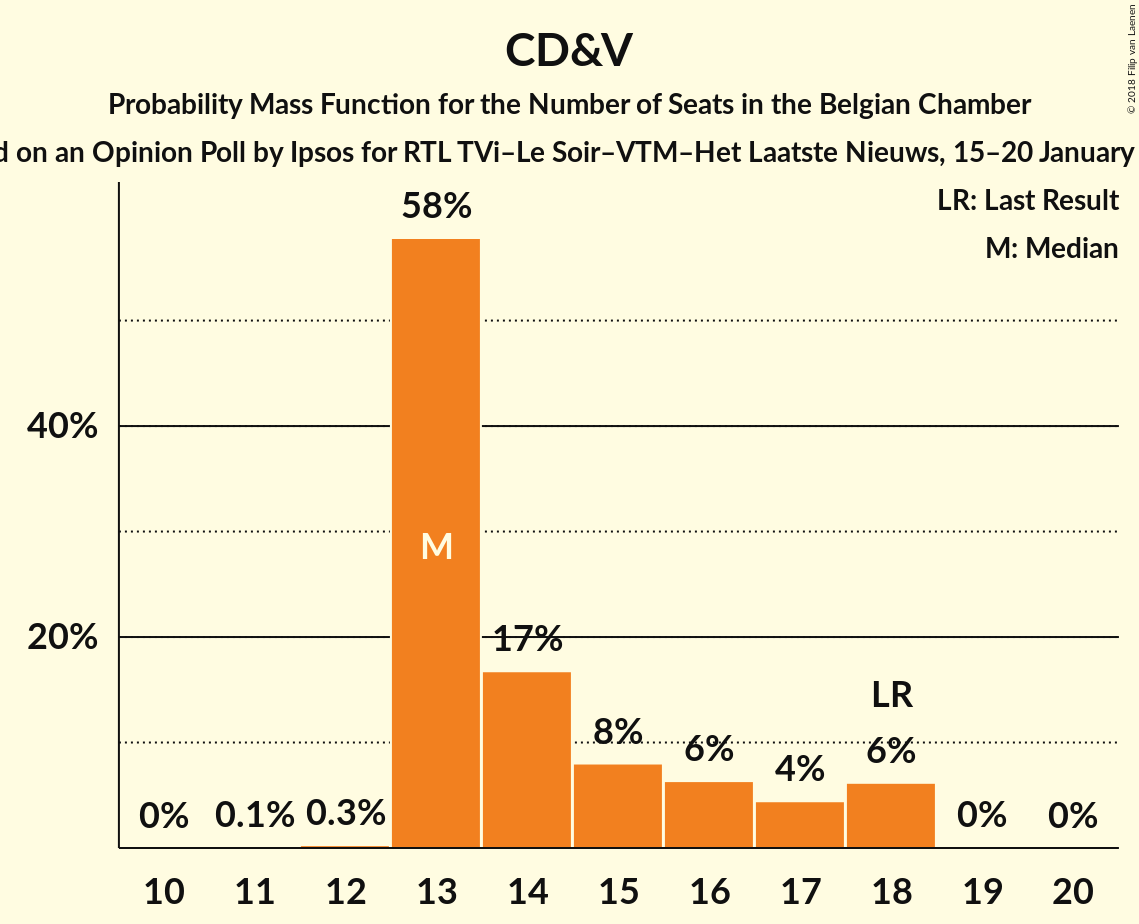 CD&V
Probability Mass Function for the Number of Seats in the Belgian Chamber
on an Opinion Poll by Ipsos for RTL TVi–Le Soir–VTM–Het Laatste Nieuws, 15–20 January
© 2018 Filip van Laenen
LR: Last Result
M: Median
58%
40%
M
20%
17%
LR
8%
6%
4%
6%
0%
0.1%
0.3%
0%
0%
10 11 12 13 14 15 16 17 18 19 20